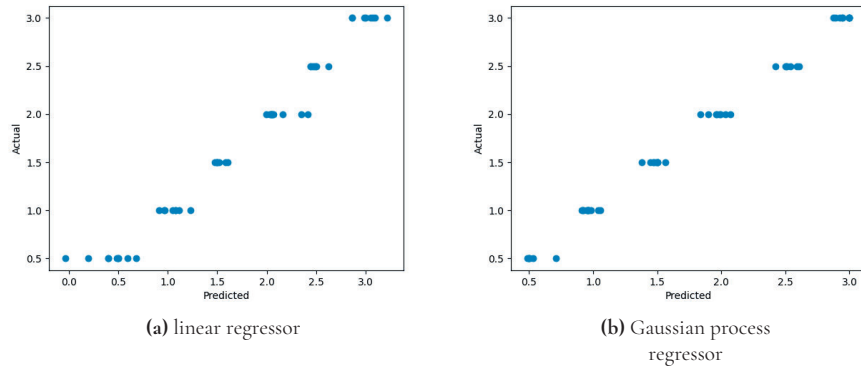 3.0
2.5
2.0
1.5
1.0
0.5
Actual
0.0 0.5 1.0 1.5 2.0 2.5 3.0
Predicted
(a) linear regressor
3.0
2.5
2.0
1.5
1.0
0.5
Actual
0.5 1.0 1.5 2.0 2.5 3.0
Predicted
(b) Gaussian process
regressor